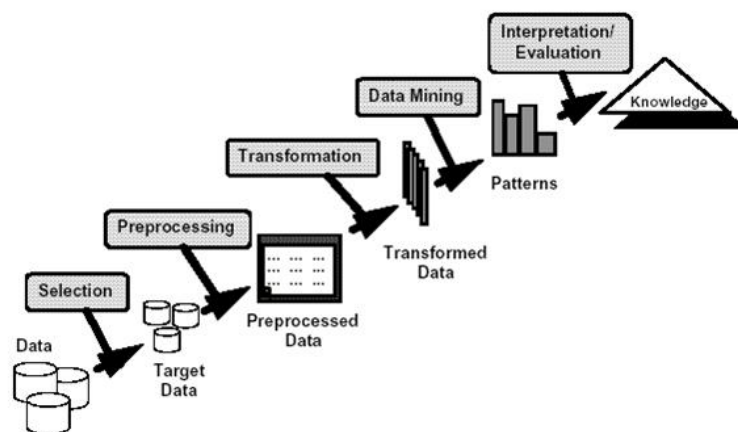 Interpretation/
Evaluation
Data Mining
Knowledge
Transformation
Patterns
Preprocessing
Transformed
Data
Selection
Preprocessed
Data
Data
Target
Data